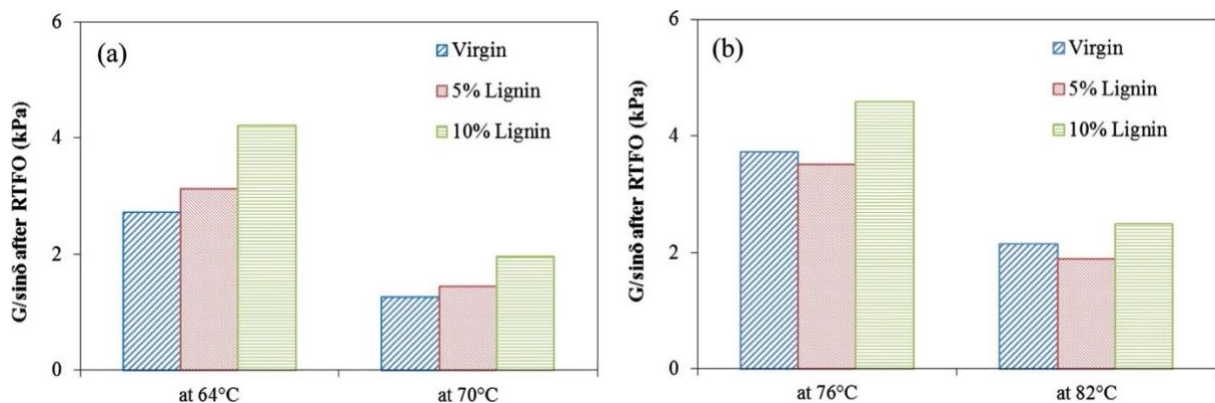 (a)
G/sinδ after RTFO (kPa)
6
4
2
0
Virgin
5% Lignin
10% Lignin
at 64°C
at 70°C
(b)
G/sinδ after RTFO (kPa)
6
4
2
0
Virgin
5% Lignin
10% Lignin
at 76°C
at 82°C